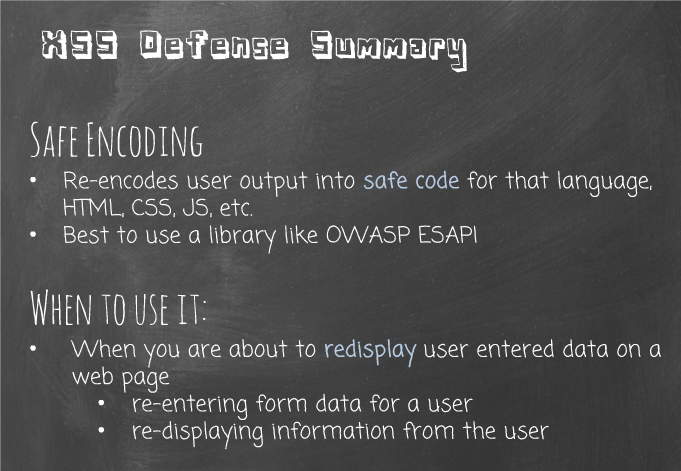 XSS Defense Summary
SAFE ENCODING
• Re-encodes user output into safe code for that language,
HTML, CSS, JS, etc.
• Best to use a library like OWASP ESAPI
WHEN TO USE IT:
• When you are about to redisplay user entered data on a
web page
• re-entering form data for a user
• re-displaying information from the user